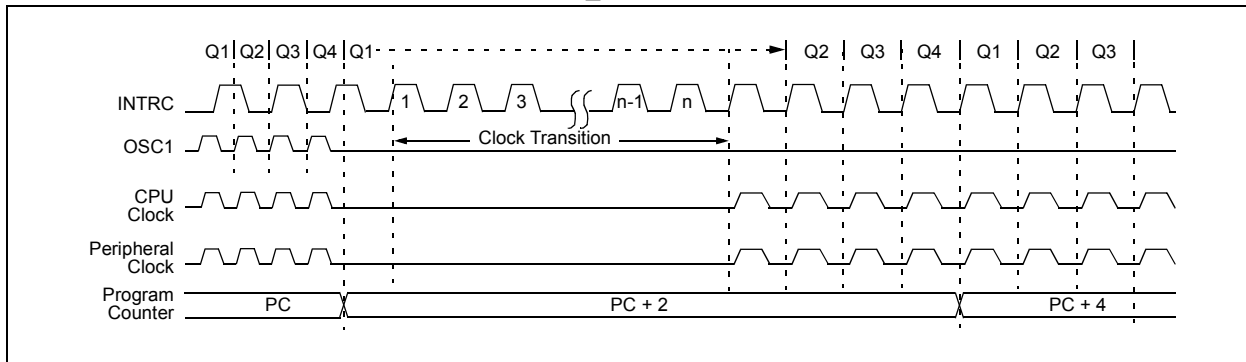 Q1 Q2 Q3 Q4 Q1 Q2 Q3 Q4 Q1 Q2 Q3
INTRC
1 2 3 n-1 n
OSC1
Clock Transition
CPU
Clock
Peripheral
Clock
Program
Counter
PC PC + 2 PC + 4